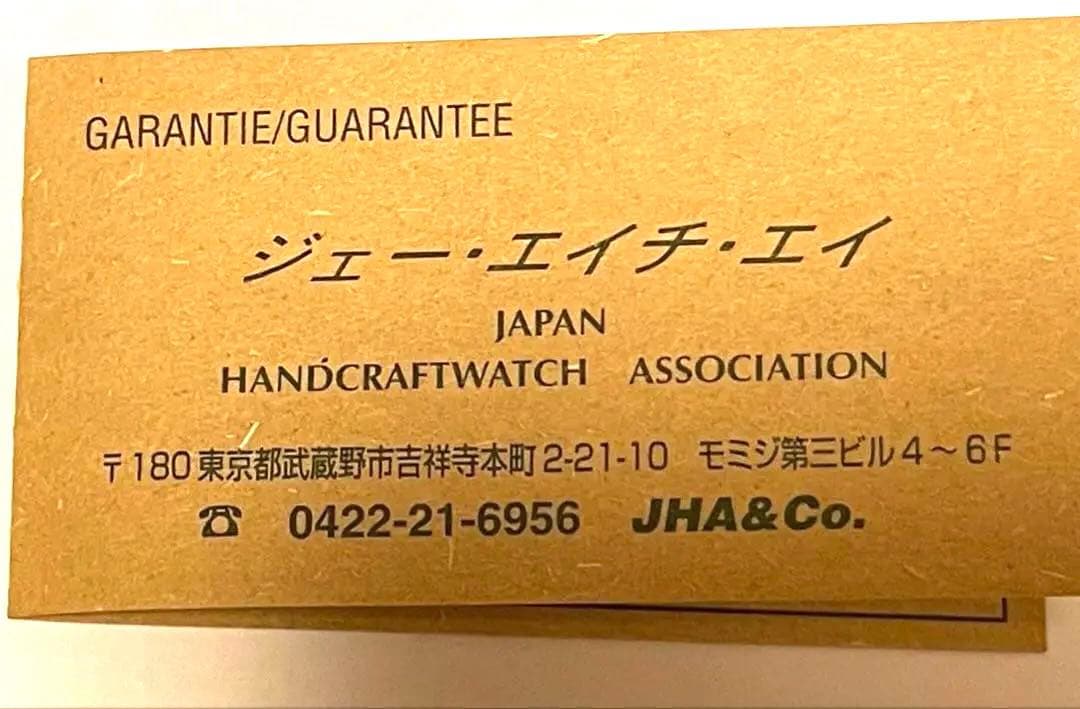 GARANTIE/GUARANTEE
ジェー・エイチ・エイ
JAPAN
HANDCRAFTWATCH ASSOCIATION
〒180 東京都武蔵野市吉祥寺本町2-21-10 モミジ第三ビル4～6F
☎ 0422-21-6956 JHA&Co.